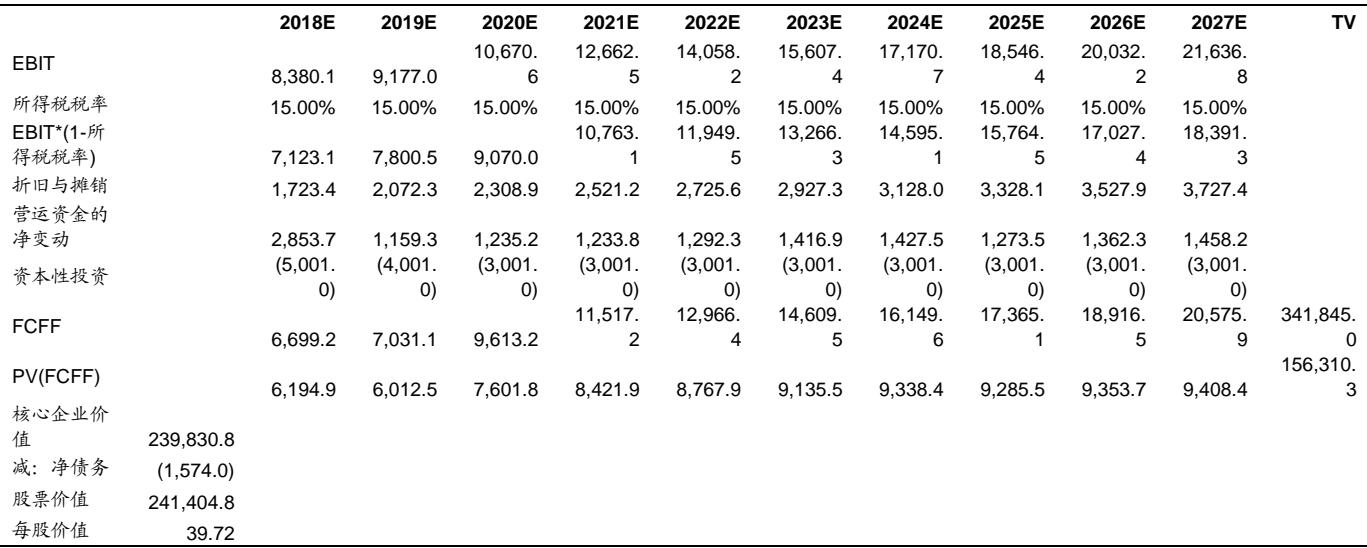 2018E 2019E 2020E 2021E 2022E 2023E 2024E 2025E 2026E 2027E TV
EBIT 8,380.1 9,177.0 10,670.6 12,662.5 14,058.2 15,607.4 17,170.7 18,546.4 20,032.2 21,636.8
所得税税率 15.00% 15.00% 15.00% 15.00% 15.00% 15.00% 15.00% 15.00% 15.00% 15.00%
EBIT*(1-所得税税率) 7,123.1 7,800.5 9,070.0 10,763.1 11,949.5 13,266.3 14,595.1 15,764.5 17,027.4 18,391.3
折旧与摊销 1,723.4 2,072.3 2,308.9 2,521.2 2,725.6 2,927.3 3,128.0 3,328.1 3,527.9 3,727.4
营运资金的净变动 2,853.7 1,159.3 1,235.2 1,233.8 1,292.3 1,416.9 1,427.5 1,273.5 1,362.3 1,458.2
资本性投资 (5,001.0) (4,001.0) (3,001.0) (3,001.0) (3,001.0) (3,001.0) (3,001.0) (3,001.0) (3,001.0) (3,001.0)
FCFF 6,699.2 7,031.1 9,613.2 11,517.2 12,966.4 14,609.5 16,149.6 17,365.1 18,916.5 20,575.9 341,845.0
PV(FCFF) 6,194.9 6,012.5 7,601.8 8,421.9 8,767.9 9,135.5 9,338.4 9,285.5 9,353.7 9,408.4 156,310.3
核心企业价值 239,830.8
减：净债务 (1,574.0)
股票价值 241,404.8
每股价值 39.72